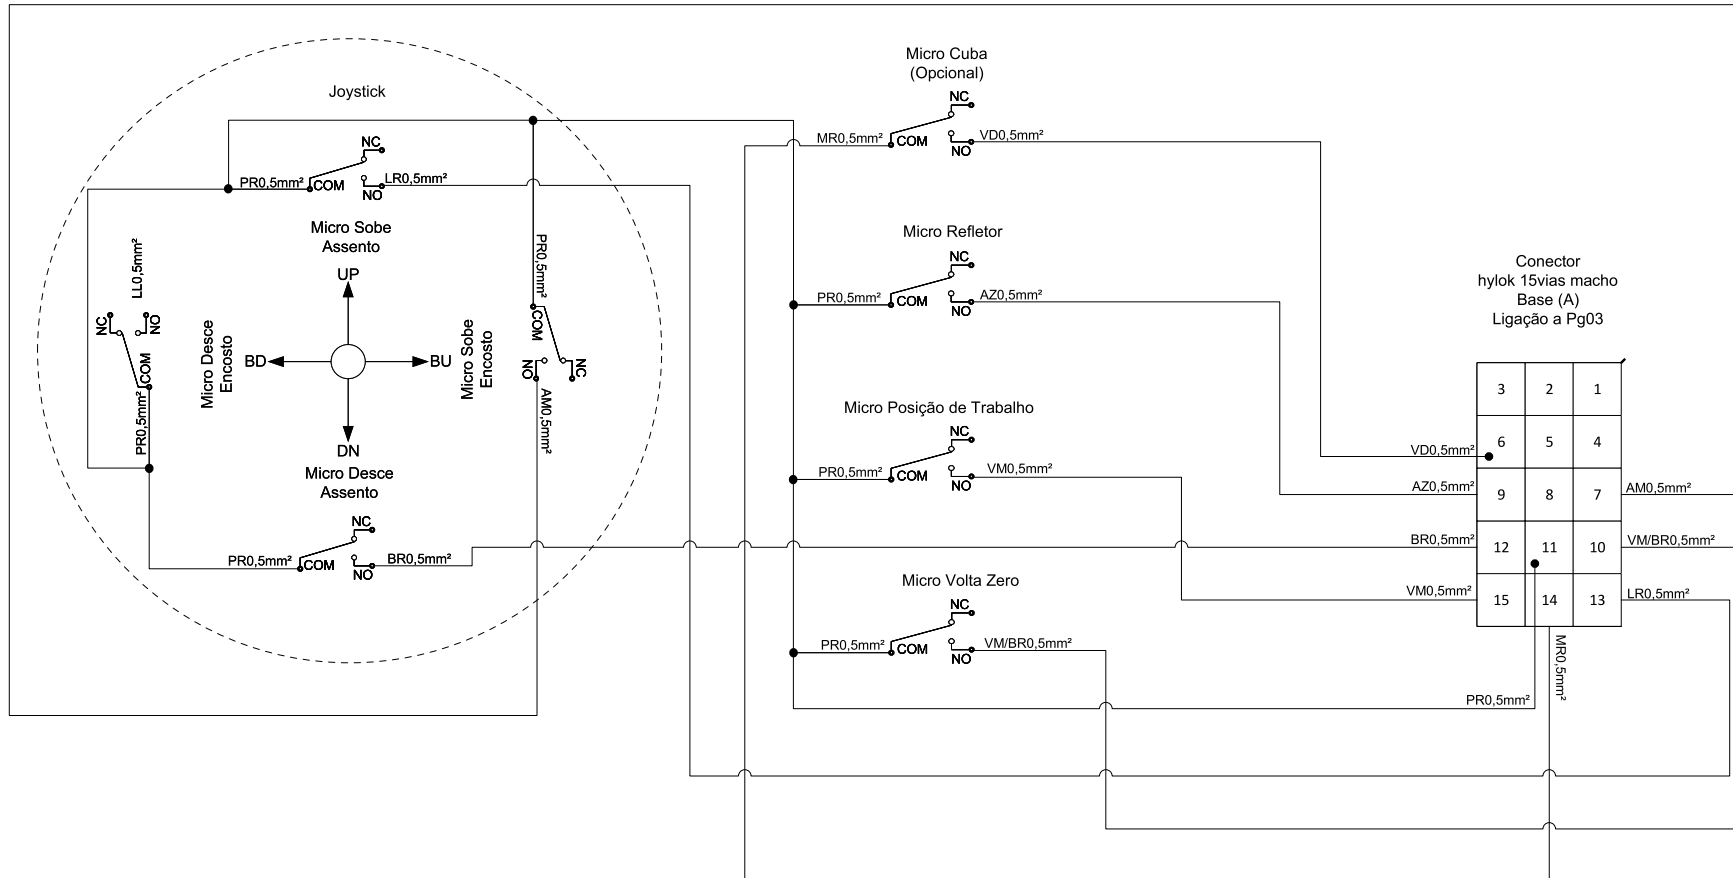 Joystick
NC
PR0,5mm²
COM
NO
LR0,5mm²
Micro Sobe
Assento
UP
LL0,5mm²
NC
NO
COM
PR0,5mm²
Micro Desce
Encosto
BD
BU
Micro Sobe
Encosto
PR0,5mm²
COM
NO
NC
AM0,5mm²
DN
Micro Desce
Assento
NC
PR0,5mm²
COM
NO
BR0,5mm²
Micro Cuba
(Opcional)
NC
MR0,5mm²
COM
NO
VD0,5mm²
Micro Refletor
NC
PR0,5mm²
COM
NO
AZ0,5mm²
Micro Posição de Trabalho
NC
PR0,5mm²
COM
NO
VM0,5mm²
Micro Volta Zero
NC
PR0,5mm²
COM
NO
VM/BR0,5mm²
Conector
hylok 15vias macho
Base (A)
Ligação a Pg03
3 2 1
VD0,5mm² 6 5 4
AZ0,5mm² 9 8 7 AM0,5mm²
BR0,5mm² 12 11 10 VM/BR0,5mm²
VM0,5mm² 15 14 13 LR0,5mm²
MR0,5mm²
PR0,5mm²